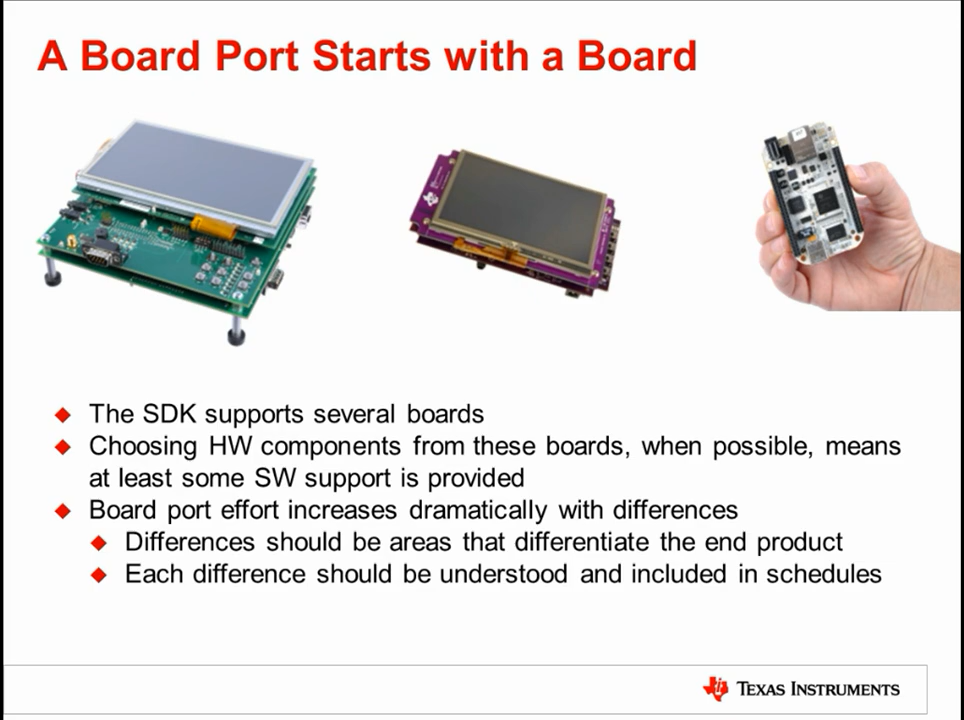 A Board Port Starts with a Board
The SDK supports several boards
Choosing HW components from these boards, when possible, means
at least some SW support is provided
Board port effort increases dramatically with differences
Differences should be areas that differentiate the end product
Each difference should be understood and included in schedules
TEXAS INSTRUMENTS